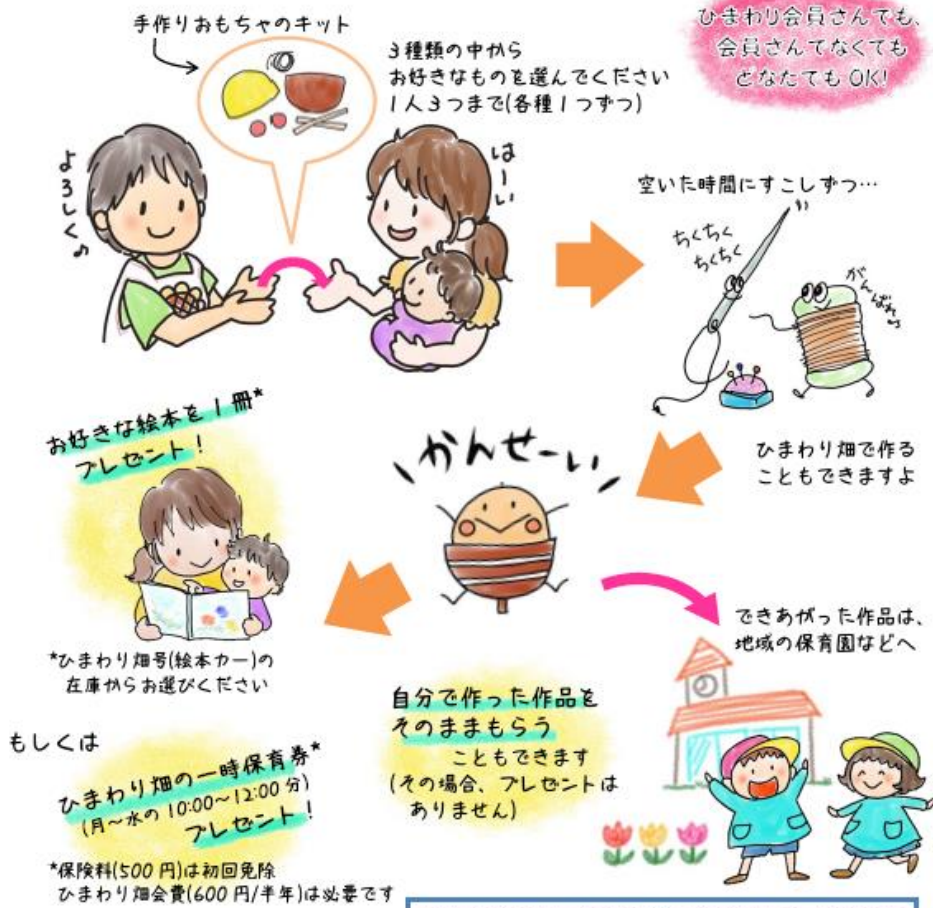 手作りおもちゃのキット
3種類の中から
お好きなものを選んでください
1人3つまで(各種1つずつ)
ひまわり会員さんでも、
会員さんでなくても
どなたでもOK!
よろしく♪
はーい
空いた時間にすこしずつ…
ちくちく
ちくちく
がんばれ♪
ひまわり畑で作る
こともできますよ
かんせーい
お好きな絵本を1冊*
プレゼント!
*ひまわり畑号(絵本カー)の
在庫からお選びください
もしくは
ひまわり畑の一時保育券*
(月～水の10:00～12:00分)
プレゼント!
*保険料(500円)は初回免除
ひまわり畑会費(600円/半年)は必要です
自分で作った作品を
そのままもらう
こともできます
(その場合、プレゼントは
ありません)
できあがった作品は、
地域の保育園などへ